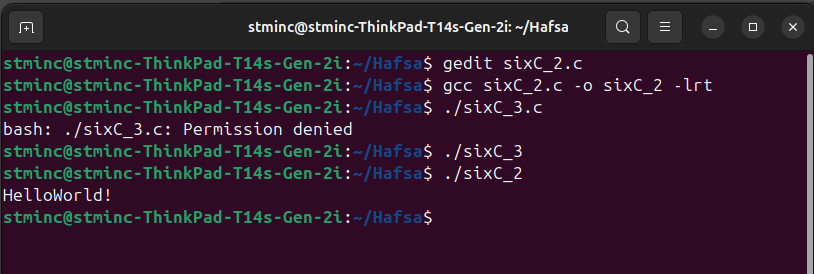 stminc@stminc-ThinkPad-T14s-Gen-2i: ~/Hafsa
stminc@stminc-ThinkPad-T14s-Gen-2i:~/Hafsa$ gedit sixC_2.c
stminc@stminc-ThinkPad-T14s-Gen-2i:~/Hafsa$ gcc sixC_2.c -o sixC_2 -lrt
stminc@stminc-ThinkPad-T14s-Gen-2i:~/Hafsa$ ./sixC_3.c
bash: ./sixC_3.c: Permission denied
stminc@stminc-ThinkPad-T14s-Gen-2i:~/Hafsa$ ./sixC_3
stminc@stminc-ThinkPad-T14s-Gen-2i:~/Hafsa$ ./sixC_2
HelloWorld!
stminc@stminc-ThinkPad-T14s-Gen-2i:~/Hafsa$